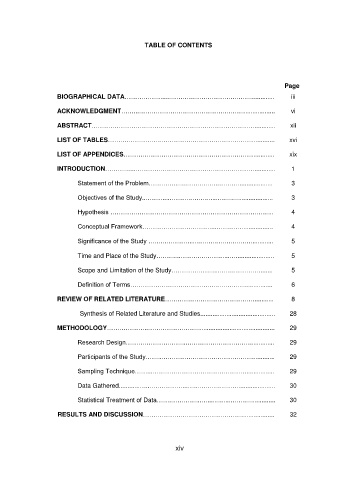 TABLE OF CONTENTS
Page
BIOGRAPHICAL DATA.......................................................................... iii
ACKNOWLEDGMENT........................................................................... vi
ABSTRACT......................................................................................... xii
LIST OF TABLES................................................................................. xvi
LIST OF APPENDICES......................................................................... xix
INTRODUCTION.................................................................................. 1
Statement of the Problem............................................................ 3
Objectives of the Study................................................................ 3
Hypothesis ................................................................................ 4
Conceptual Framework................................................................ 4
Significance of the Study ............................................................. 5
Time and Place of the Study......................................................... 5
Scope and Limitation of the Study................................................. 5
Definition of Terms...................................................................... 6
REVIEW OF RELATED LITERATURE..................................................... 8
Synthesis of Related Literature and Studies.................................... 28
METHODOLOGY.................................................................................. 29
Research Design......................................................................... 29
Participants of the Study............................................................... 29
Sampling Technique..................................................................... 29
Data Gathered............................................................................. 30
Statistical Treatment of Data.......................................................... 30
RESULTS AND DISCUSSION................................................................ 32
xiv